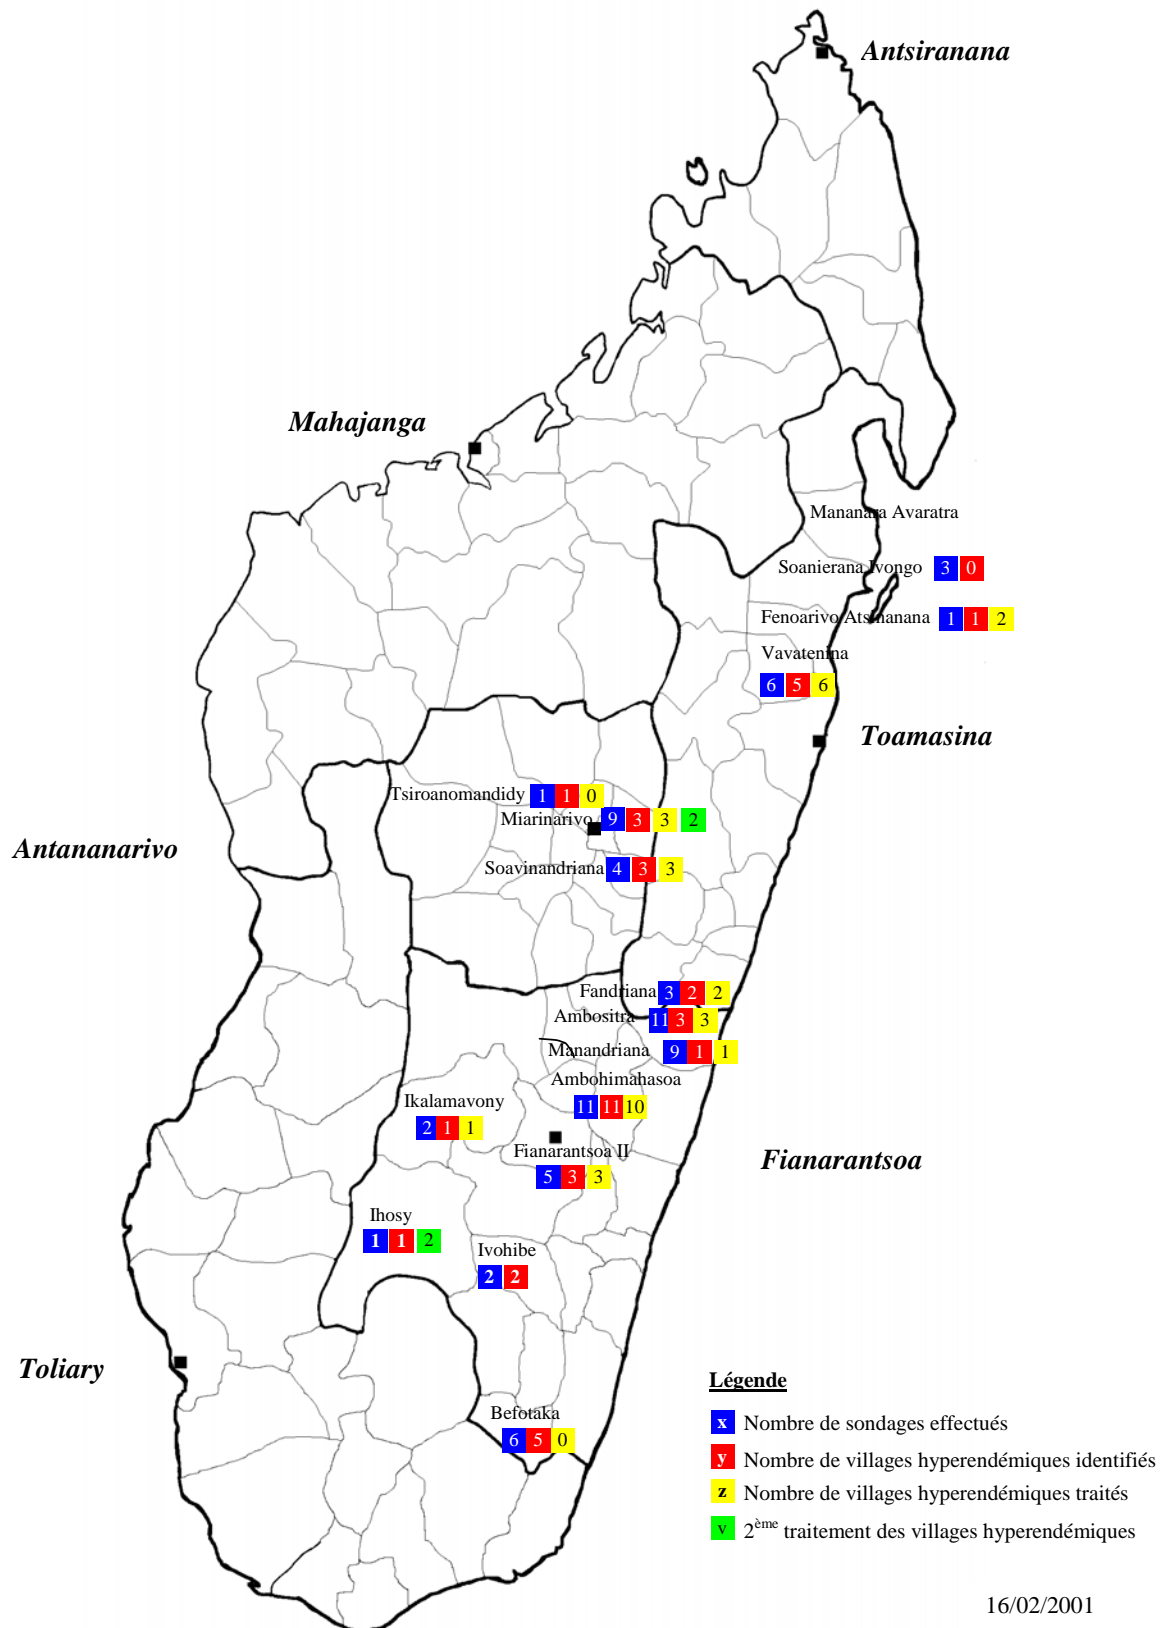 Antsiranana
Mahajanga
Mananara Avaratra
Soanierana Ivongo 3 0
Fenoarivo Atsinanana 1 1 2
Vavatenina
6 5 6
Toamasina
Tsiroanomandidy 1 1 0
Miarinarivo 9 3 3 2
Antananarivo
Soavinandriana 4 3 3
Fandriana 3 2 2
Ambositra 11 3 3
Manandriana 9 1 1
Ambohimahasoa
11 11 10
Ikalamavony
2 1 1
Fianarantsoa II
5 3 3
Fianarantsoa
Ihosy
1 1 2
Ivohibe
2 2
Toliary
Befotaka
6 5 0
Légende
x Nombre de sondages effectués
y Nombre de villages hyperendémiques identifiés
z Nombre de villages hyperendémiques traités
v 2ème traitement des villages hyperendémiques
16/02/2001